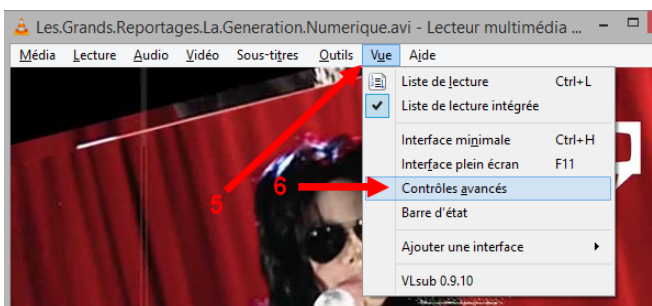 Les.Grands.Reportages.La.Generation.Numerique.avi - Lecteur multimédia ...
Média Lecture Audio Vidéo Sous-titres Outils Vue Aide
Liste de lecture Ctrl+L
Liste de lecture intégrée
Interface minimale Ctrl+H
Interface plein écran F11
5
6
Contrôles avancés
Barre d'état
Ajouter une interface
VLsub 0.9.10